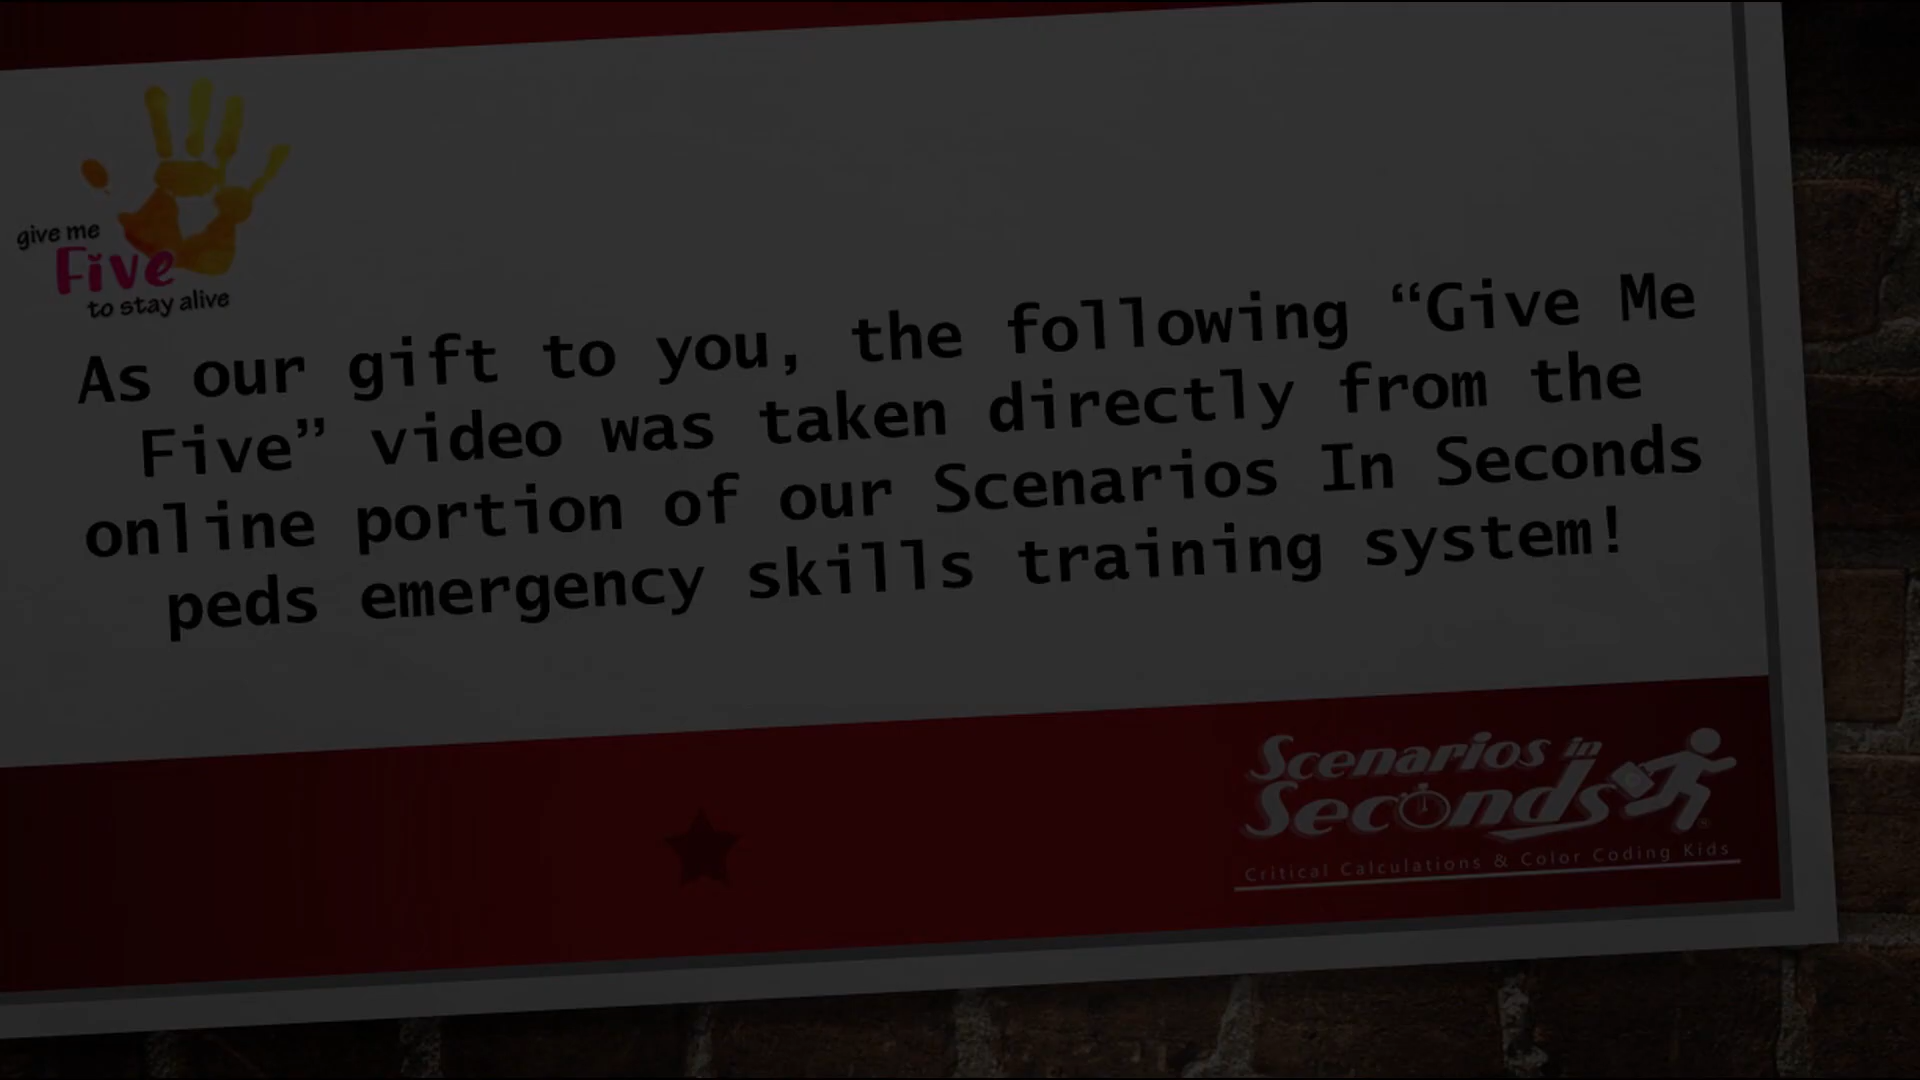 give me
Five
to stay alive
As our gift to you, the following “Give Me
Five” video was taken directly from the
online portion of our Scenarios In Seconds
peds emergency skills training system!
Scenarios in
Seconds
Critical Calculations & Color Coding Kids